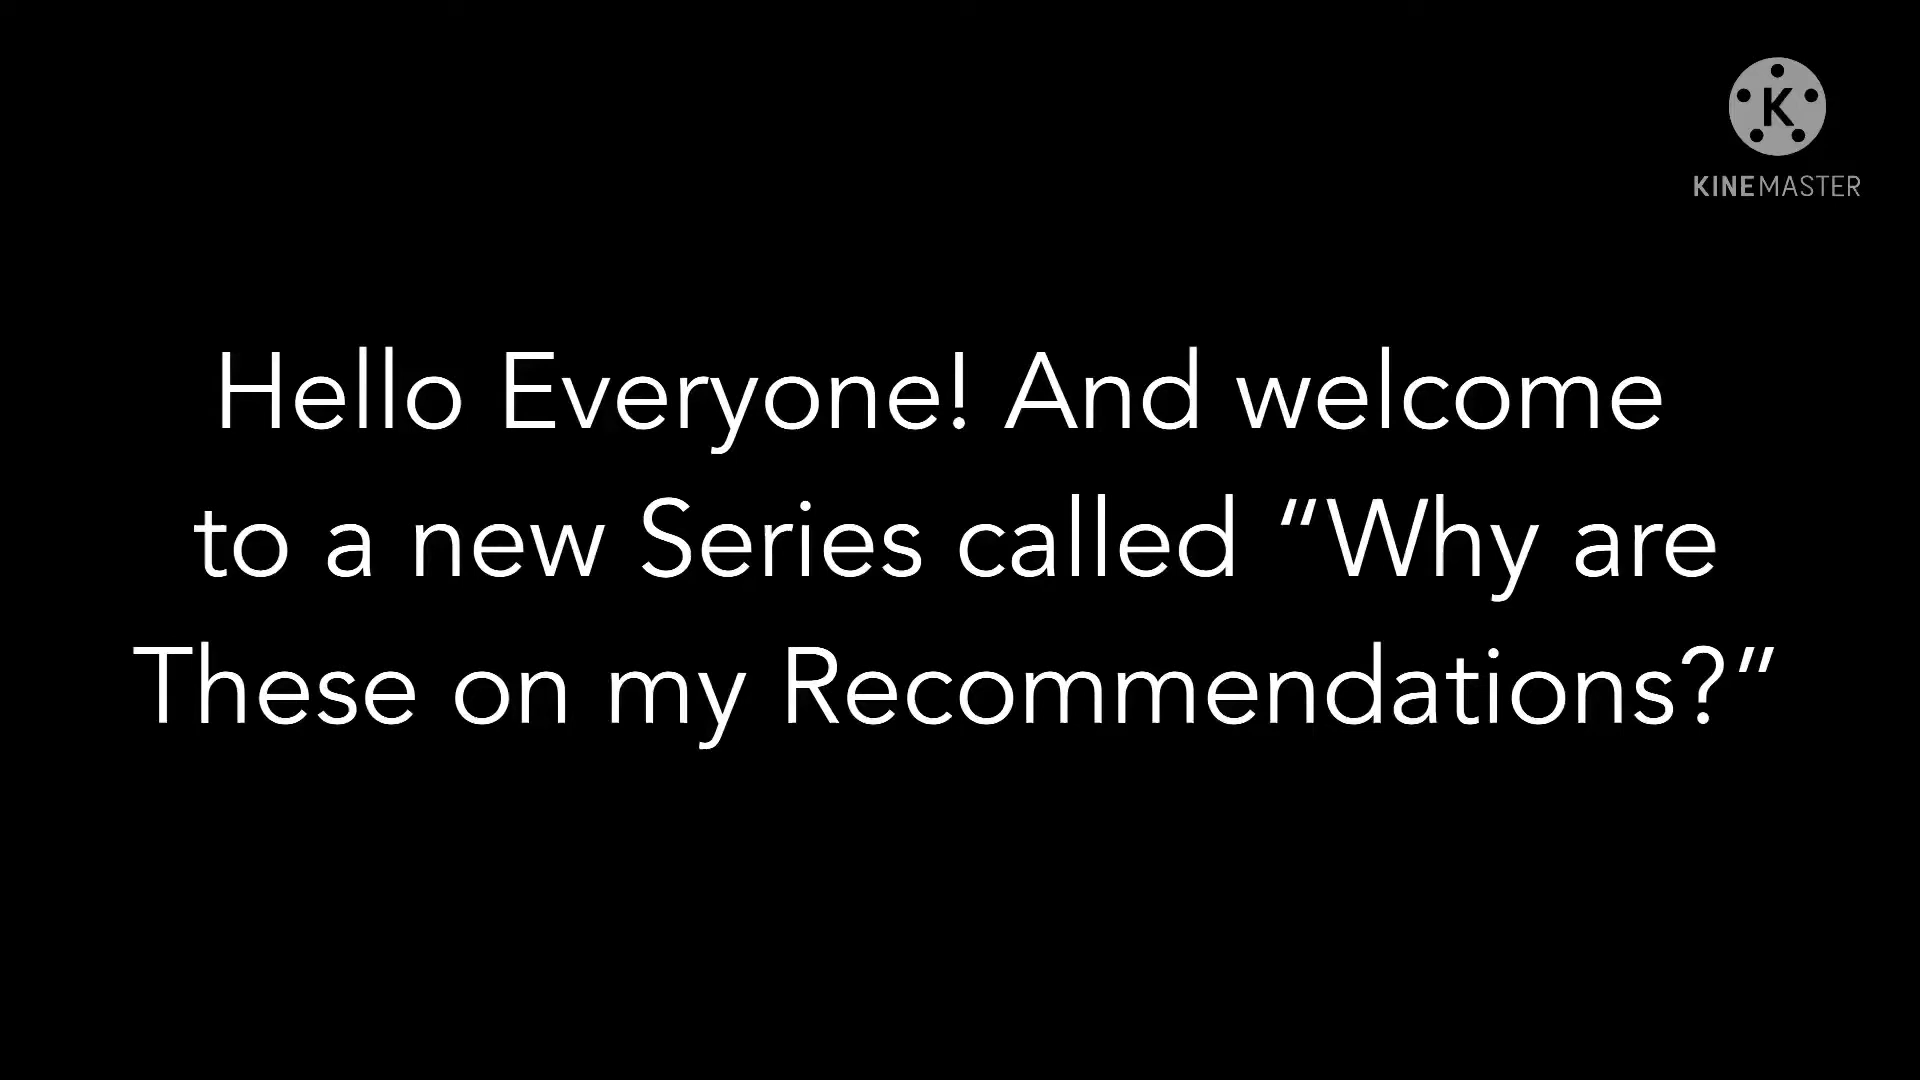 K
KINEMASTER
Hello Everyone! And welcome
to a new Series called “Why are
These on my Recommendations?”